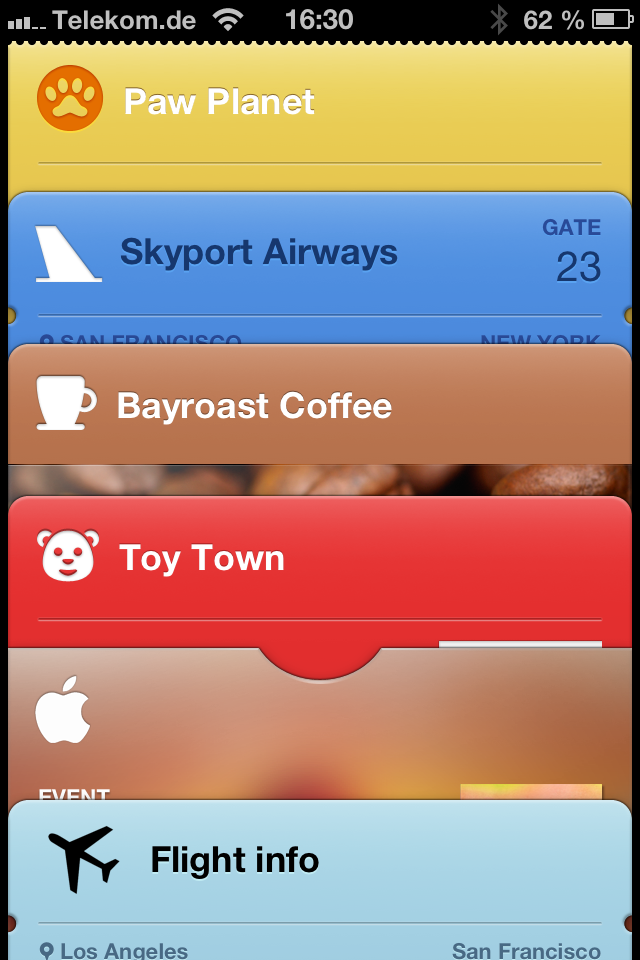 Telekom.de 16:30 62 %
Paw Planet
Skyport Airways
GATE
23
SAN FRANCISCO NEW YORK
Bayroast Coffee
Toy Town
EVENT
Flight info
Los Angeles San Francisco